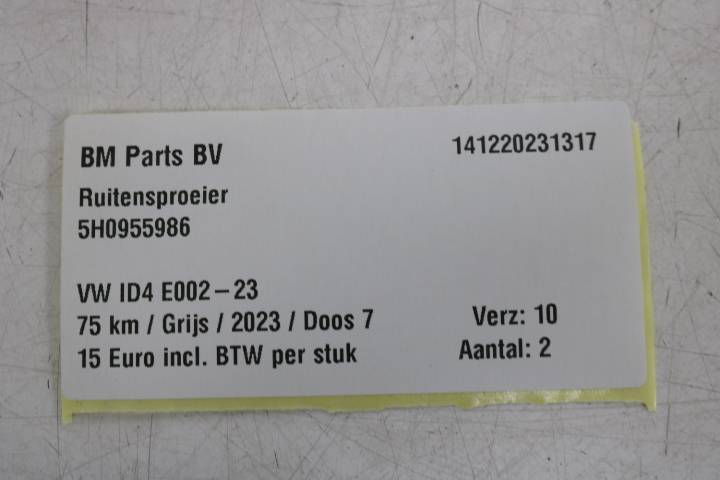 BM Parts BV 141220231317
Ruitensproeier
5H0955986
VW ID4 E002-23
75 km / Grijs / 2023 / Doos 7 Verz: 10
15 Euro incl. BTW per stuk Aantal: 2